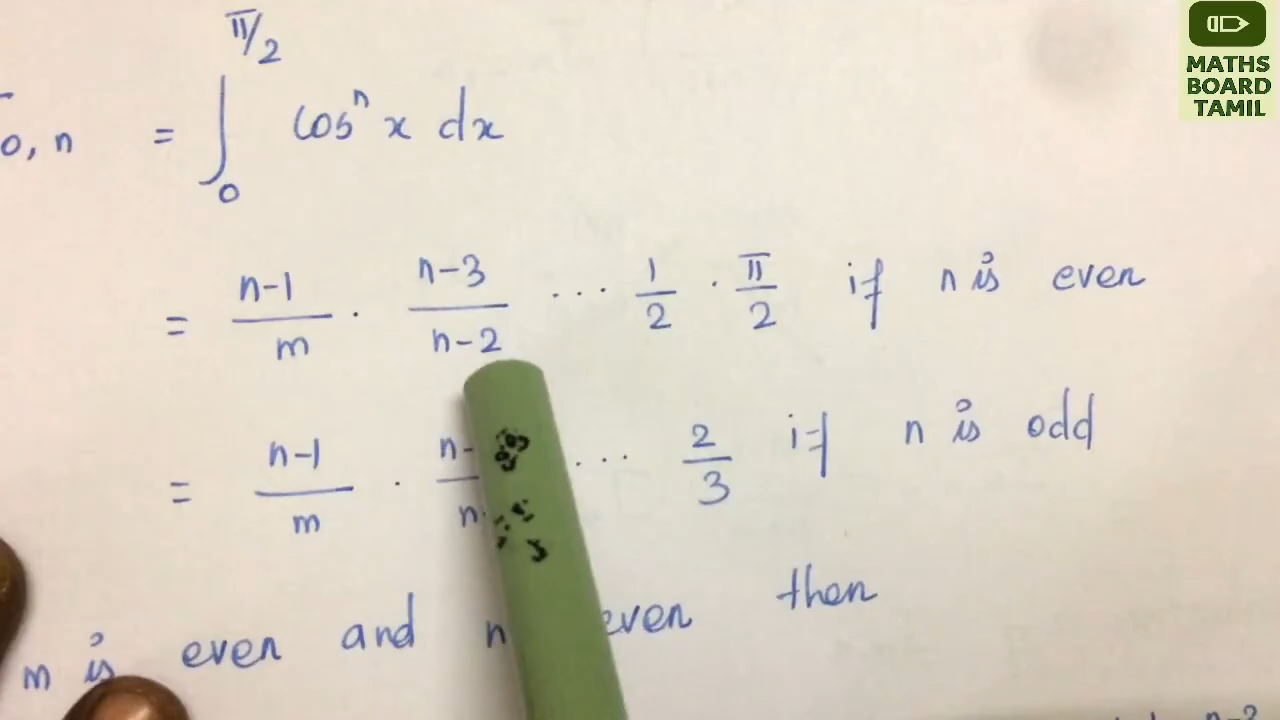 MATHS
BOARD
TAMIL
0, n = ∫₀^{π/2} cosⁿ x dx
= (n-1)/m · (n-3)/(n-2) ··· 1/2 · π/2 if n is even
= (n-1)/m · ··· 2/3 if n is odd
m is even and n even then